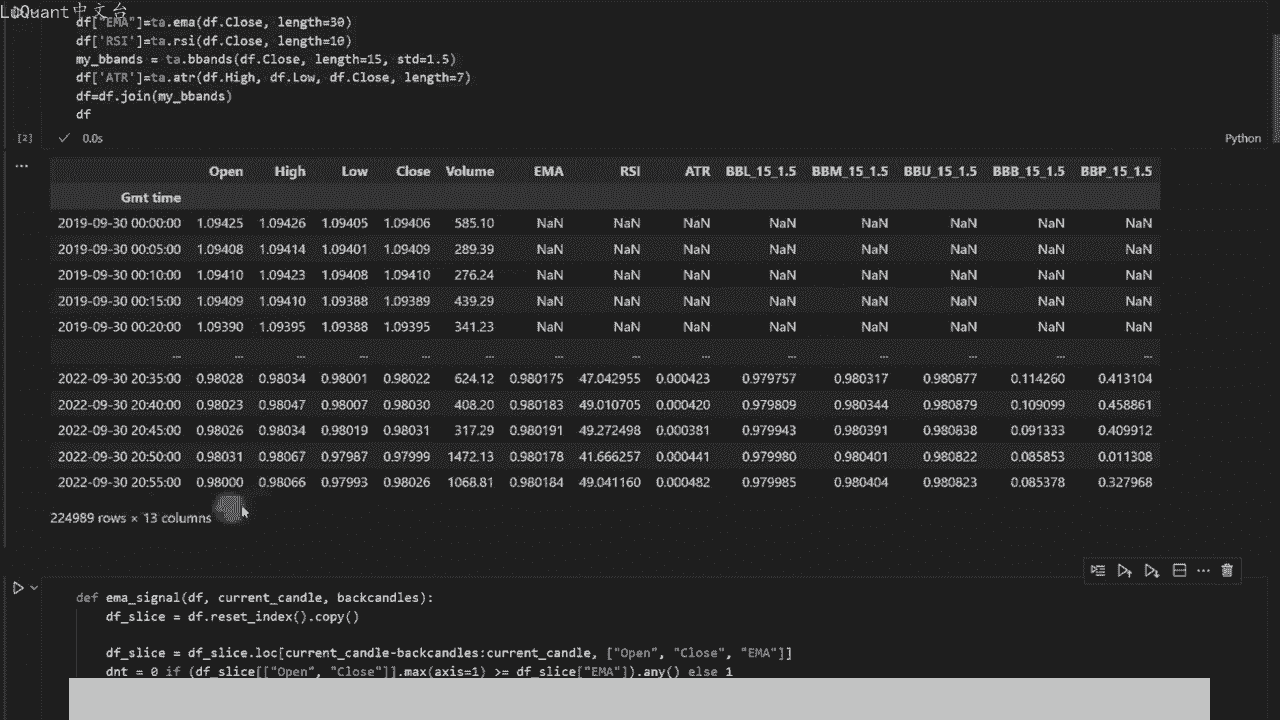 LuQuant中文台
df["EMA"]=ta.ema(df.Close, length=30)
df['RSI']=ta.rsi(df.Close, length=10)
my_bbands = ta.bbands(df.Close, length=15, std=1.5)
df['ATR']=ta.atr(df.High, df.Low, df.Close, length=7)
df=df.join(my_bbands)
df
[2] ✓ 0.0s Python
... Open High Low Close Volume EMA RSI ATR BBL_15_1.5 BBM_15_1.5 BBU_15_1.5 BBB_15_1.5 BBP_15_1.5
Gmt time
2019-09-30 00:00:00 1.09425 1.09426 1.09405 1.09406 585.10 NaN NaN NaN NaN NaN NaN NaN NaN
2019-09-30 00:05:00 1.09408 1.09414 1.09401 1.09409 289.39 NaN NaN NaN NaN NaN NaN NaN NaN
2019-09-30 00:10:00 1.09410 1.09423 1.09408 1.09410 276.24 NaN NaN NaN NaN NaN NaN NaN NaN
2019-09-30 00:15:00 1.09409 1.09410 1.09388 1.09389 439.29 NaN NaN NaN NaN NaN NaN NaN NaN
2019-09-30 00:20:00 1.09390 1.09395 1.09388 1.09395 341.23 NaN NaN NaN NaN NaN NaN NaN NaN
... ... ... ... ... ... ... ... ... ... ... ... ... ...
2022-09-30 20:35:00 0.98028 0.98034 0.98001 0.98022 624.12 0.980175 47.042955 0.000423 0.979757 0.980317 0.980877 0.114260 0.413104
2022-09-30 20:40:00 0.98023 0.98047 0.98007 0.98030 408.20 0.980183 49.010705 0.000420 0.979809 0.980344 0.980879 0.109099 0.458861
2022-09-30 20:45:00 0.98026 0.98034 0.98019 0.98031 317.29 0.980191 49.272498 0.000381 0.979943 0.980391 0.980838 0.091333 0.409912
2022-09-30 20:50:00 0.98031 0.98067 0.97987 0.97999 1472.13 0.980178 41.666257 0.000441 0.979980 0.980401 0.980822 0.085853 0.011308
2022-09-30 20:55:00 0.98000 0.98066 0.97993 0.98026 1068.81 0.980184 49.041160 0.000482 0.979985 0.980404 0.980823 0.085378 0.327968
224989 rows × 13 columns
def ema_signal(df, current_candle, backcandles):
df_slice = df.reset_index().copy()
df_slice = df_slice.loc[current_candle-backcandles:current_candle, ["Open", "Close", "EMA"]]
dnt = 0 if (df_slice[["Open", "Close"]].max(axis=1) >= df_slice["EMA"]).any() else 1